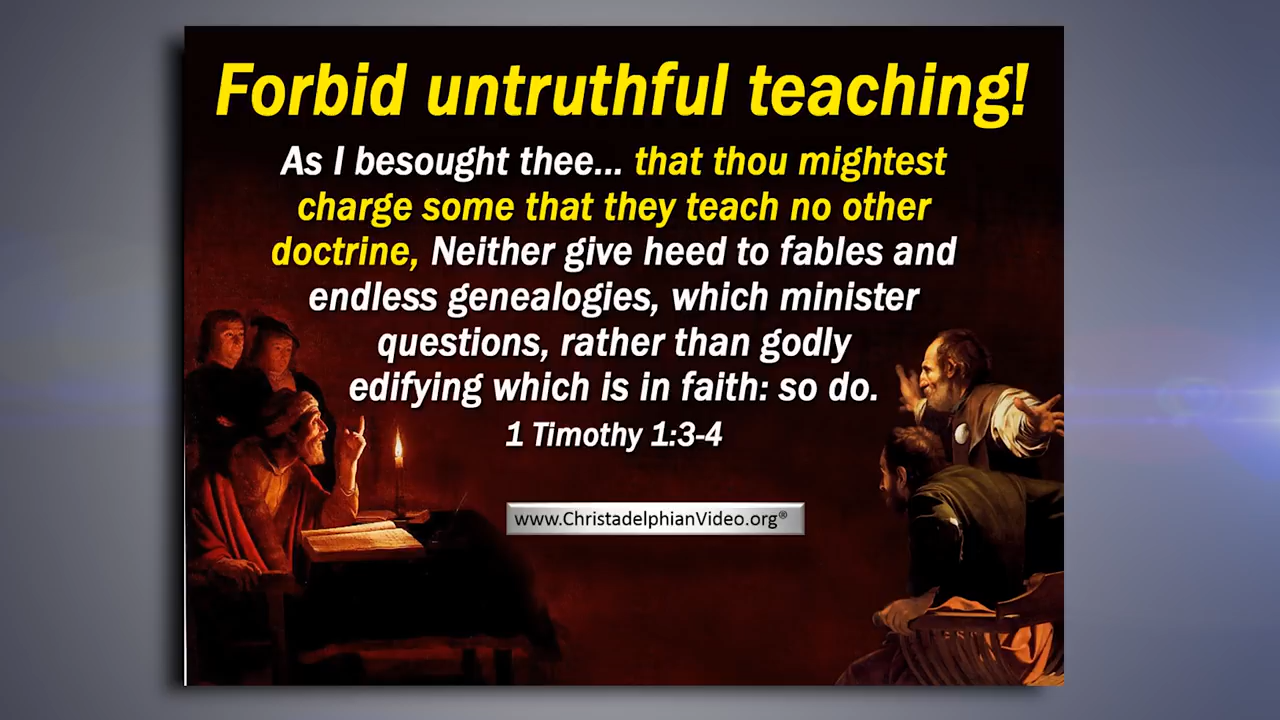 Forbid untruthful teaching!
As I besought thee... that thou mightest
charge some that they teach no other
doctrine, Neither give heed to fables and
endless genealogies, which minister
questions, rather than godly
edifying which is in faith: so do.
1 Timothy 1:3-4
www.ChristadelphianVideo.org®